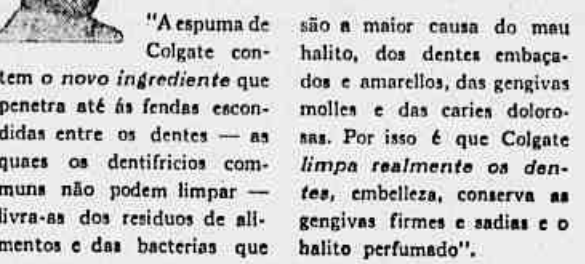 "A espuma de
Colgate con-
tem o novo ingrediente que
penetra até ás fendas escon-
didas entre os dentes — as
quaes os dentifricios com-
muns não podem limpar —
livra-as dos residuos de ali-
mentos e das bacterias que
são a maior causa do mau
halito, dos dentes embaça-
dos e amarellos, das gengivas
molles e das caries doloro-
sas. Por isso é que Colgate
limpa realmente os den-
tes, embelleza, conserva as
gengivas firmes e sadias e o
halito perfumado".